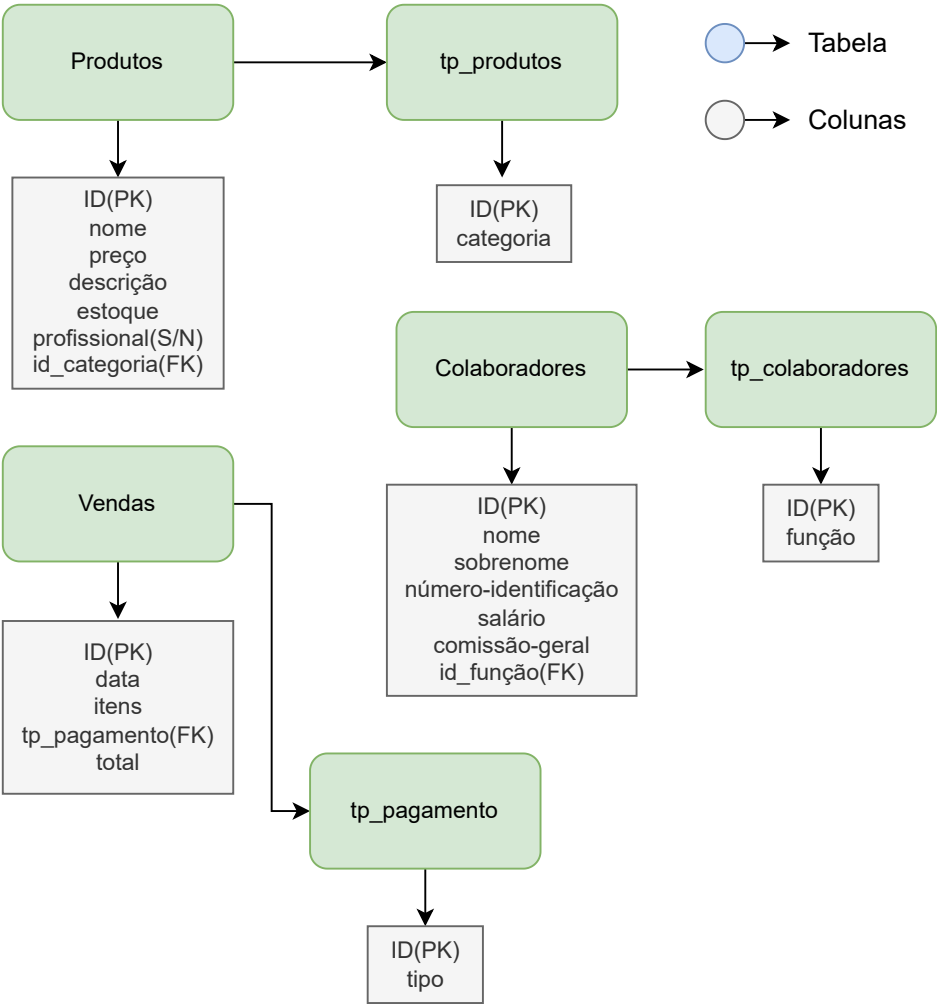 Produtos
tp_produtos
Tabela
Colunas
ID(PK)
nome
preço
descrição
estoque
profissional(S/N)
id_categoria(FK)
ID(PK)
categoria
Colaboradores
tp_colaboradores
ID(PK)
nome
sobrenome
número-identificação
salário
comissão-geral
id_função(FK)
ID(PK)
função
Vendas
ID(PK)
data
itens
tp_pagamento(FK)
total
tp_pagamento
ID(PK)
tipo